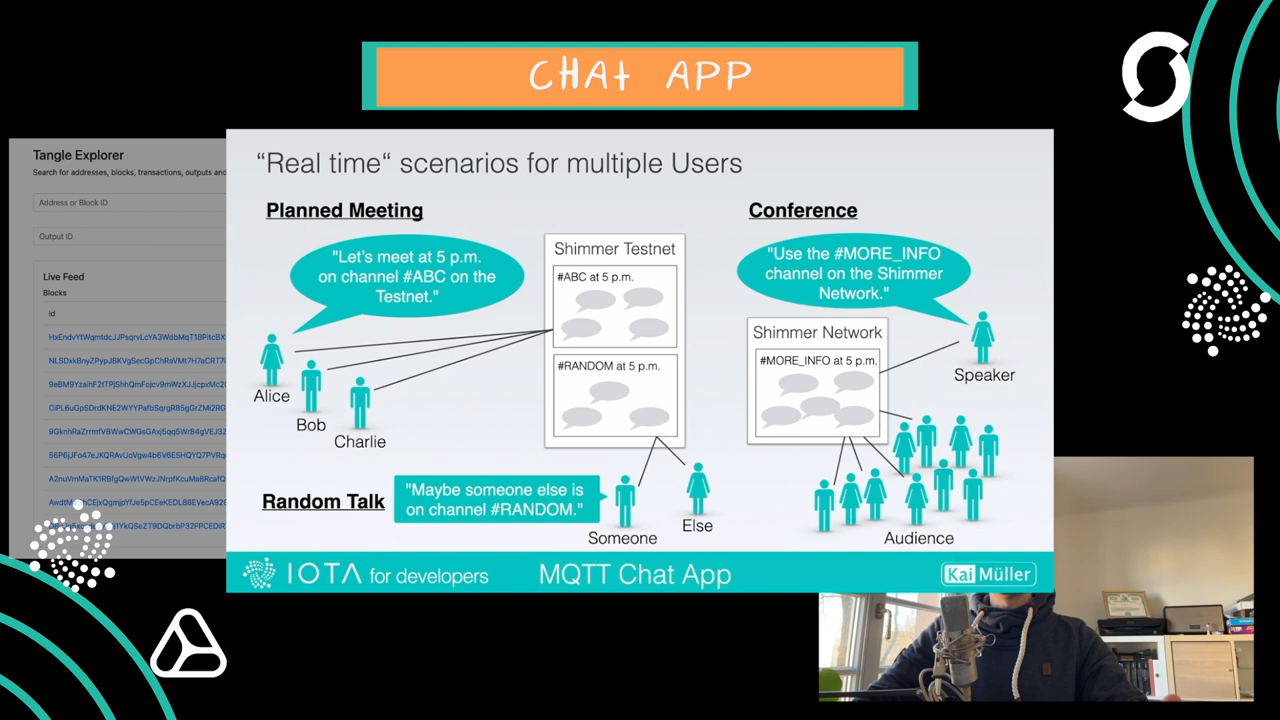 CHAt APP
Tangle Explorer
Search for addresses, blocks, transactions, outputs and
Address or Block ID
Output ID
Live Feed
Blocks
Id
“Real time“ scenarios for multiple Users
Planned Meeting
"Let's meet at 5 p.m.
on channel #ABC on the
Testnet."
Alice
Bob
Charlie
Shimmer Testnet
#ABC at 5 p.m.
#RANDOM at 5 p.m.
Random Talk
"Maybe someone else is
on channel #RANDOM."
Someone
Else
Conference
"Use the #MORE_INFO
channel on the Shimmer
Network."
Shimmer Network
#MORE_INFO at 5 p.m.
Speaker
Audience
IOTA for developers
MQTT Chat App
Kai Müller